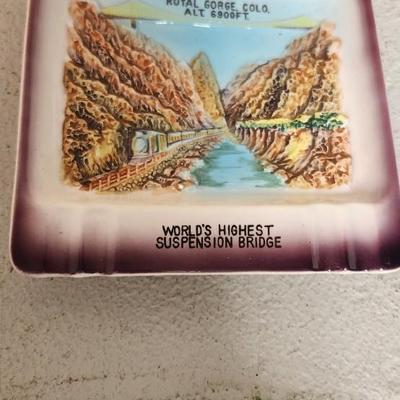 ROYAL GORGE, COLO.
ALT. 6900FT.
WORLD'S HIGHEST
SUSPENSION BRIDGE